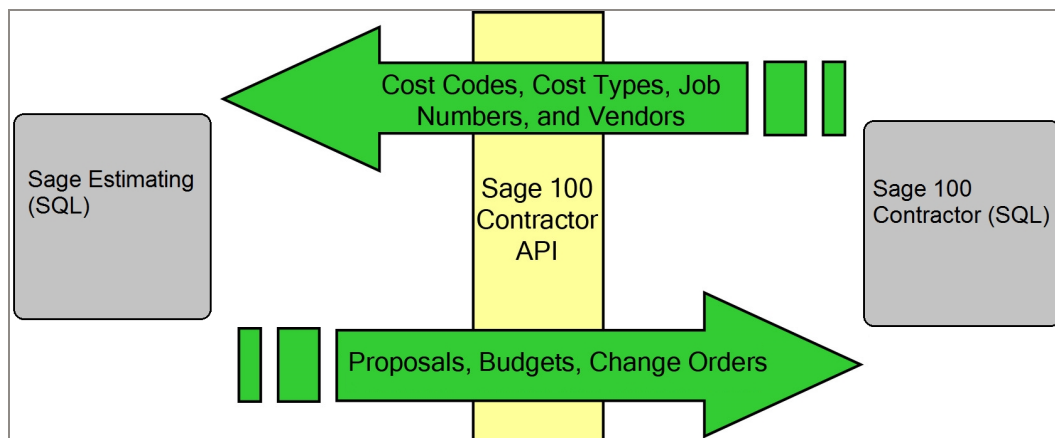 Cost Codes, Cost Types, Job
Numbers, and Vendors
Sage Estimating
(SQL)
Sage 100
Contractor
API
Sage 100
Contractor (SQL)
Proposals, Budgets, Change Orders